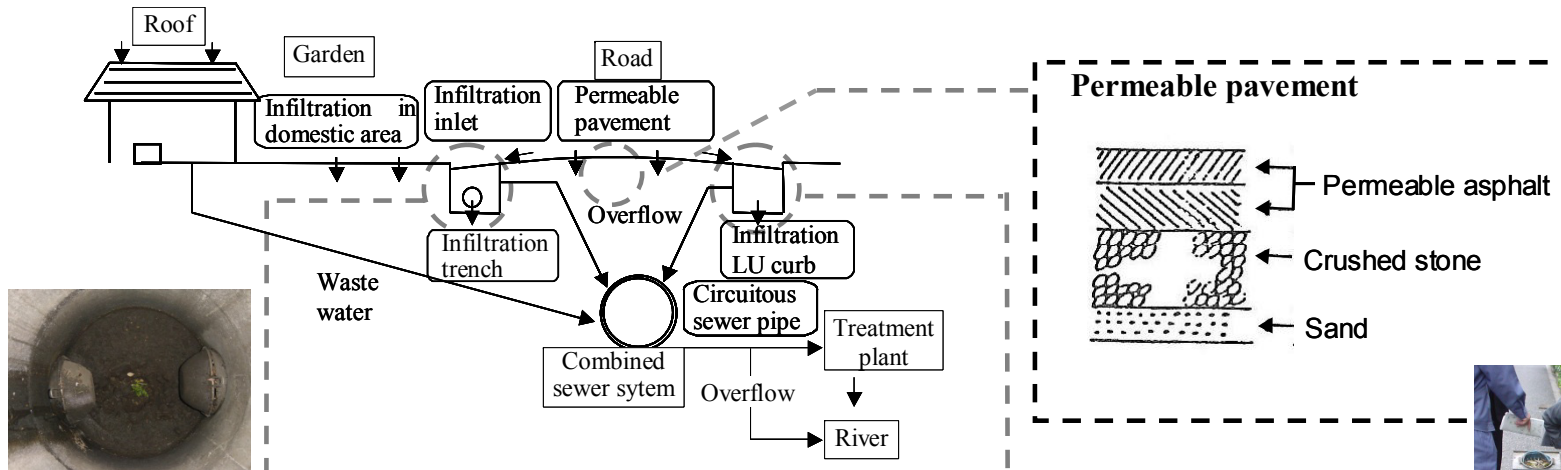 Roof
Garden
Road
Infiltration in
domestic area
Infiltration
inlet
Permeable
pavement
Overflow
Infiltration
trench
Infiltration
LU curb
Waste
water
Circuitous
sewer pipe
Combined
sewer sytem
Treatment
plant
Overflow
River
Permeable pavement
Permeable asphalt
Crushed stone
Sand